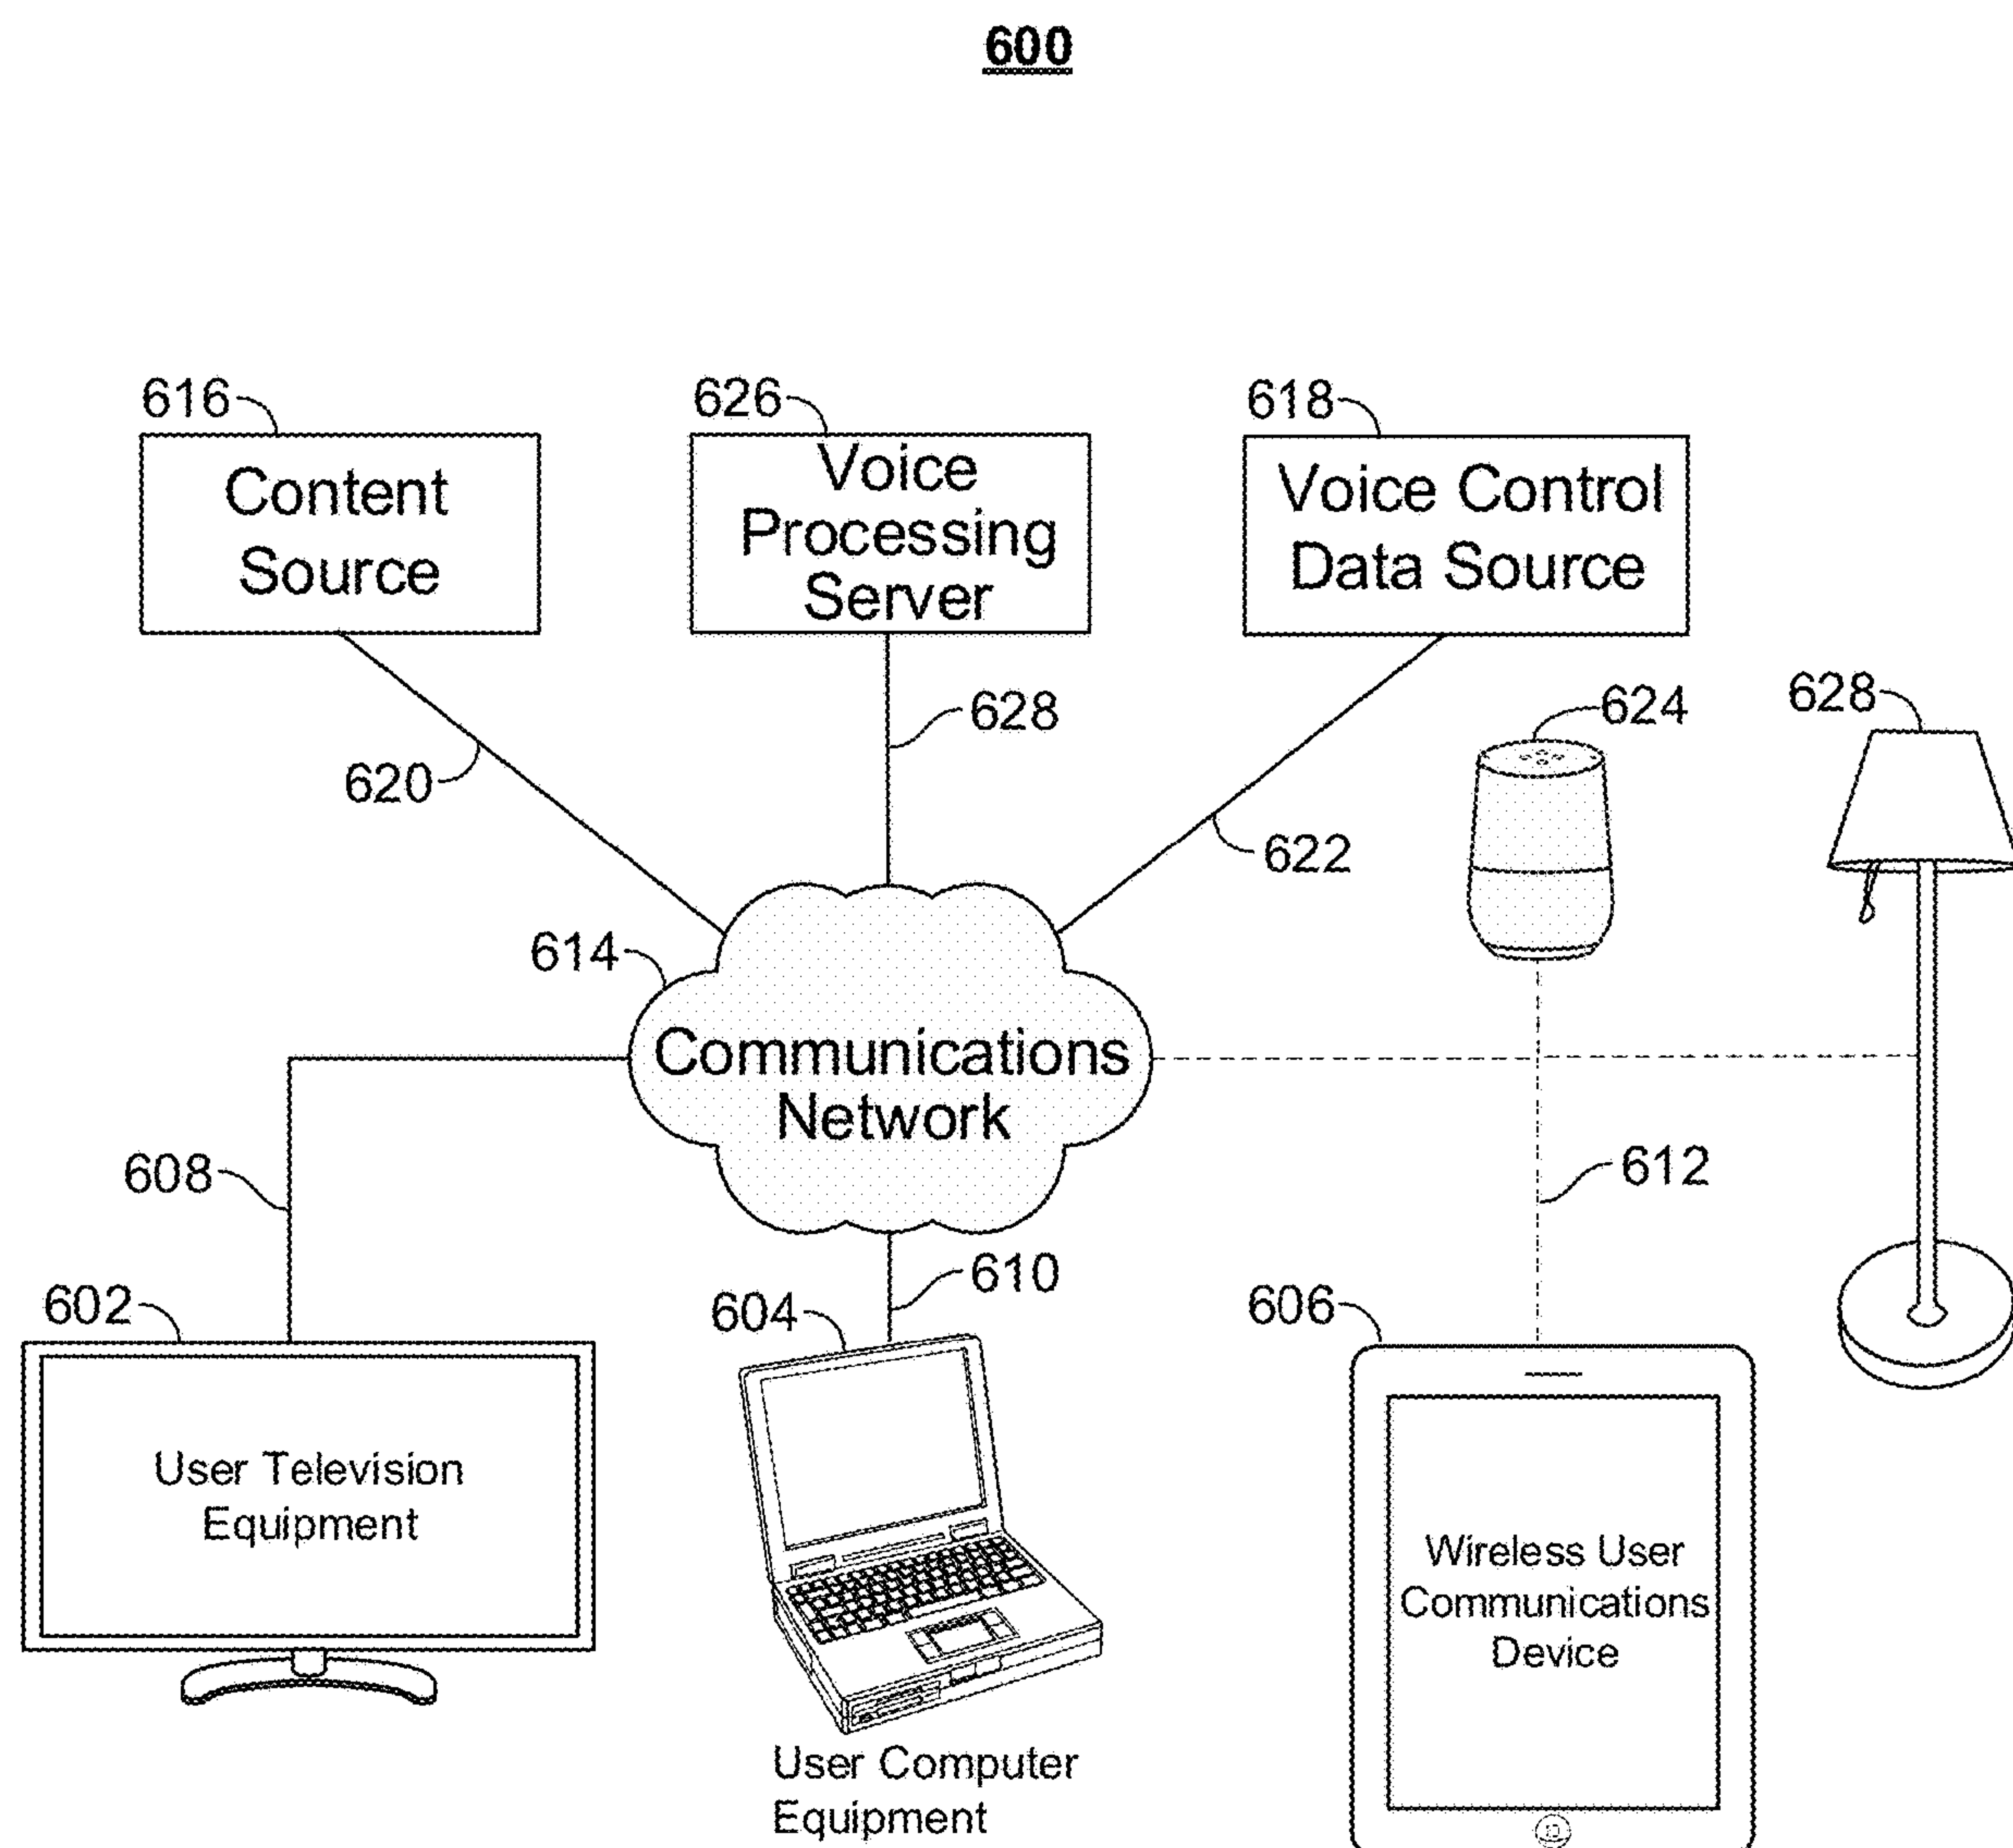 600
616
626
618
Content
Source
Voice
Processing
Server
Voice Control
Data Source
628
624
628
620
622
614
Communications
Network
608
612
610
602
604
606
User Television
Equipment
Wireless User
Communications
Device
User Computer
Equipment